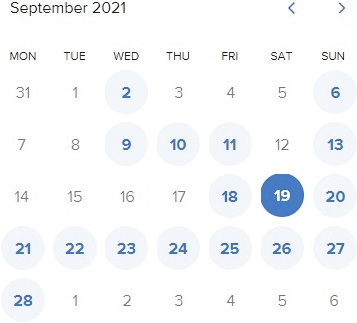 September 2021
MON TUE WED THU FRI SAT SUN
31 1 2 3 4 5 6
7 8 9 10 11 12 13
14 15 16 17 18 19 20
21 22 23 24 25 26 27
28 1 2 3 4 5 6